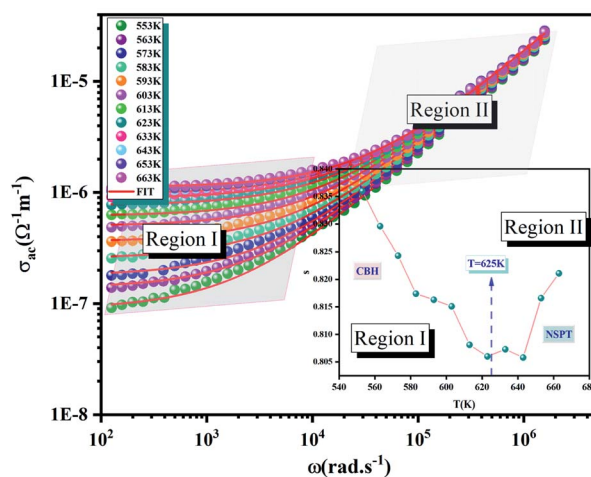 1E-5
1E-6
1E-7
1E-8
σac(Ω-1m-1)
553K
563K
573K
583K
593K
603K
613K
623K
633K
643K
653K
663K
FIT
Region I
Region II
0.840
0.835
0.830
0.825
0.820
0.815
0.810
0.805
s
CBH
T=625K
Region II
Region I
NSPT
540 560 580 600 620 640 660 68
T(K)
10² 10³ 10⁴ 10⁵ 10⁶
ω(rad.s-1)